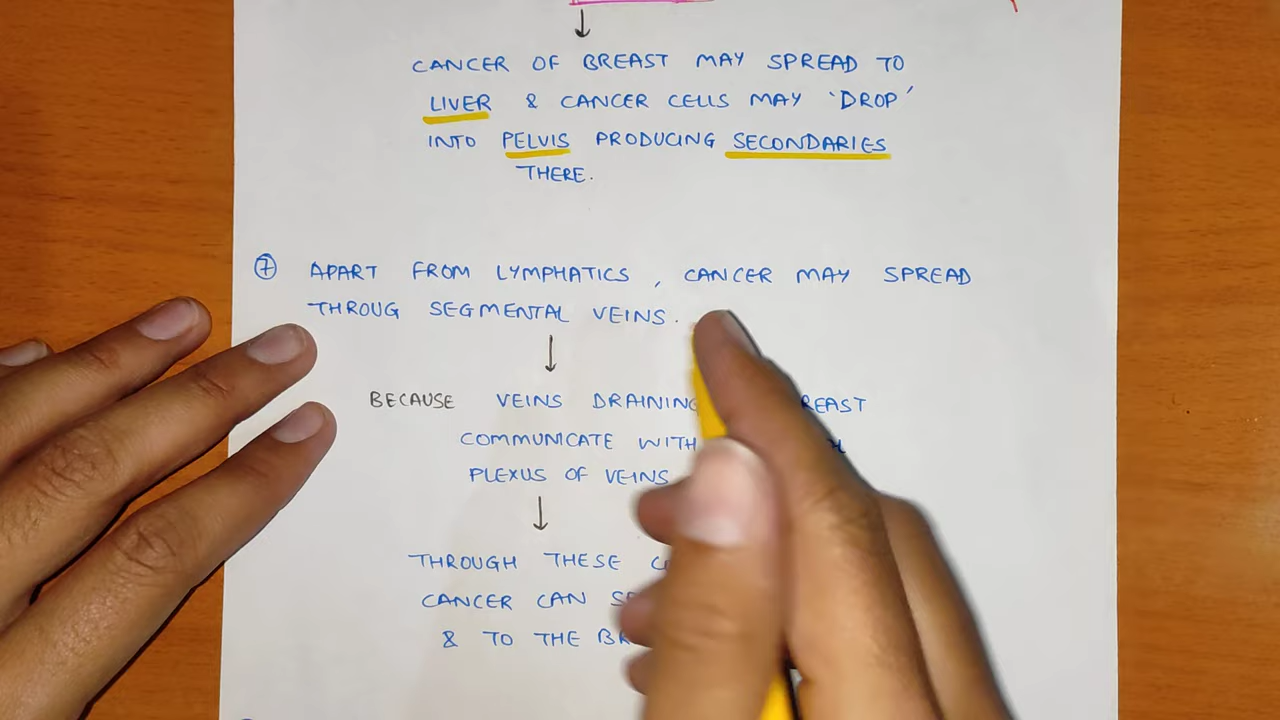 CANCER OF BREAST MAY SPREAD TO
LIVER & CANCER CELLS MAY 'DROP'
INTO PELVIS PRODUCING SECONDARIES
THERE.
⑦ APART FROM LYMPHATICS, CANCER MAY SPREAD
THROUG SEGMENTAL VEINS.
BECAUSE VEINS DRAINING
COMMUNICATE WITH
PLEXUS OF VEINS
THROUGH THESE
CANCER CAN
& TO THE